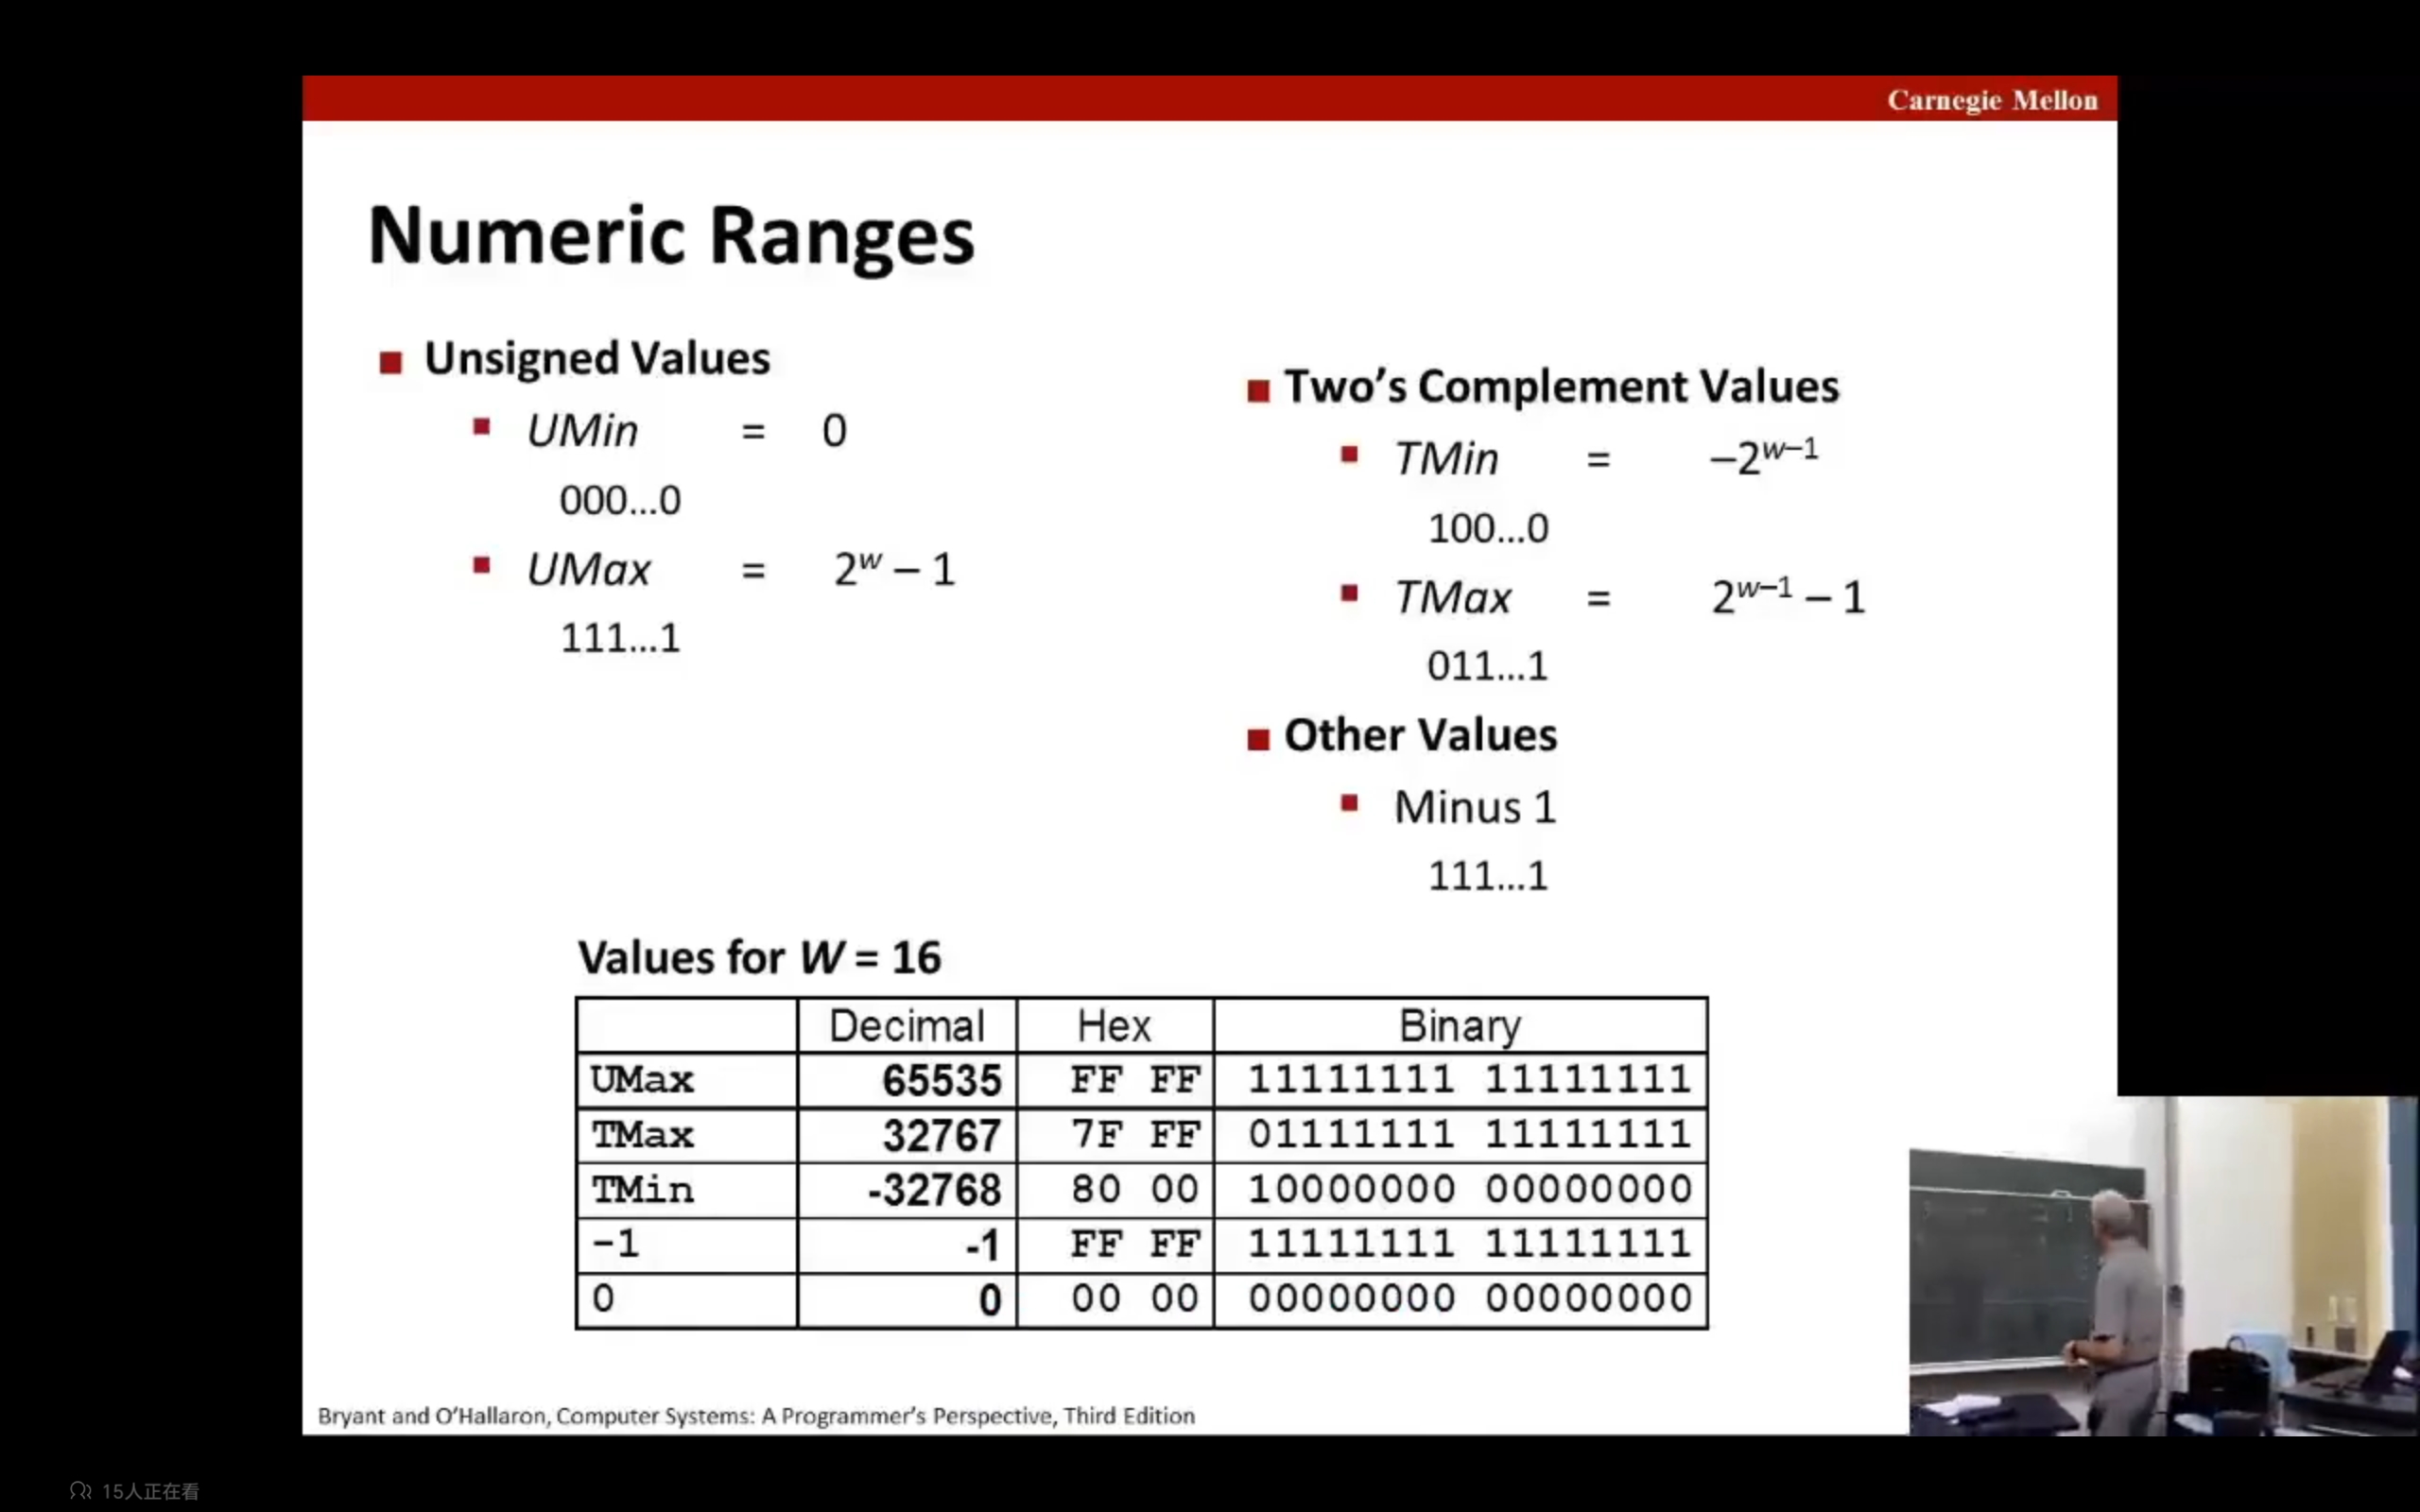 Carnegie Mellon
Numeric Ranges
■ Unsigned Values
▪ UMin = 0
000…0
▪ UMax = 2ʷ – 1
111…1
■ Two’s Complement Values
▪ TMin = –2ʷ⁻¹
100…0
▪ TMax = 2ʷ⁻¹ – 1
011…1
■ Other Values
▪ Minus 1
111…1
Values for W = 16
Decimal Hex Binary
UMax 65535 FF FF 11111111 11111111
TMax 32767 7F FF 01111111 11111111
TMin -32768 80 00 10000000 00000000
-1 -1 FF FF 11111111 11111111
0 0 00 00 00000000 00000000
Bryant and O’Hallaron, Computer Systems: A Programmer’s Perspective, Third Edition
15人正在看